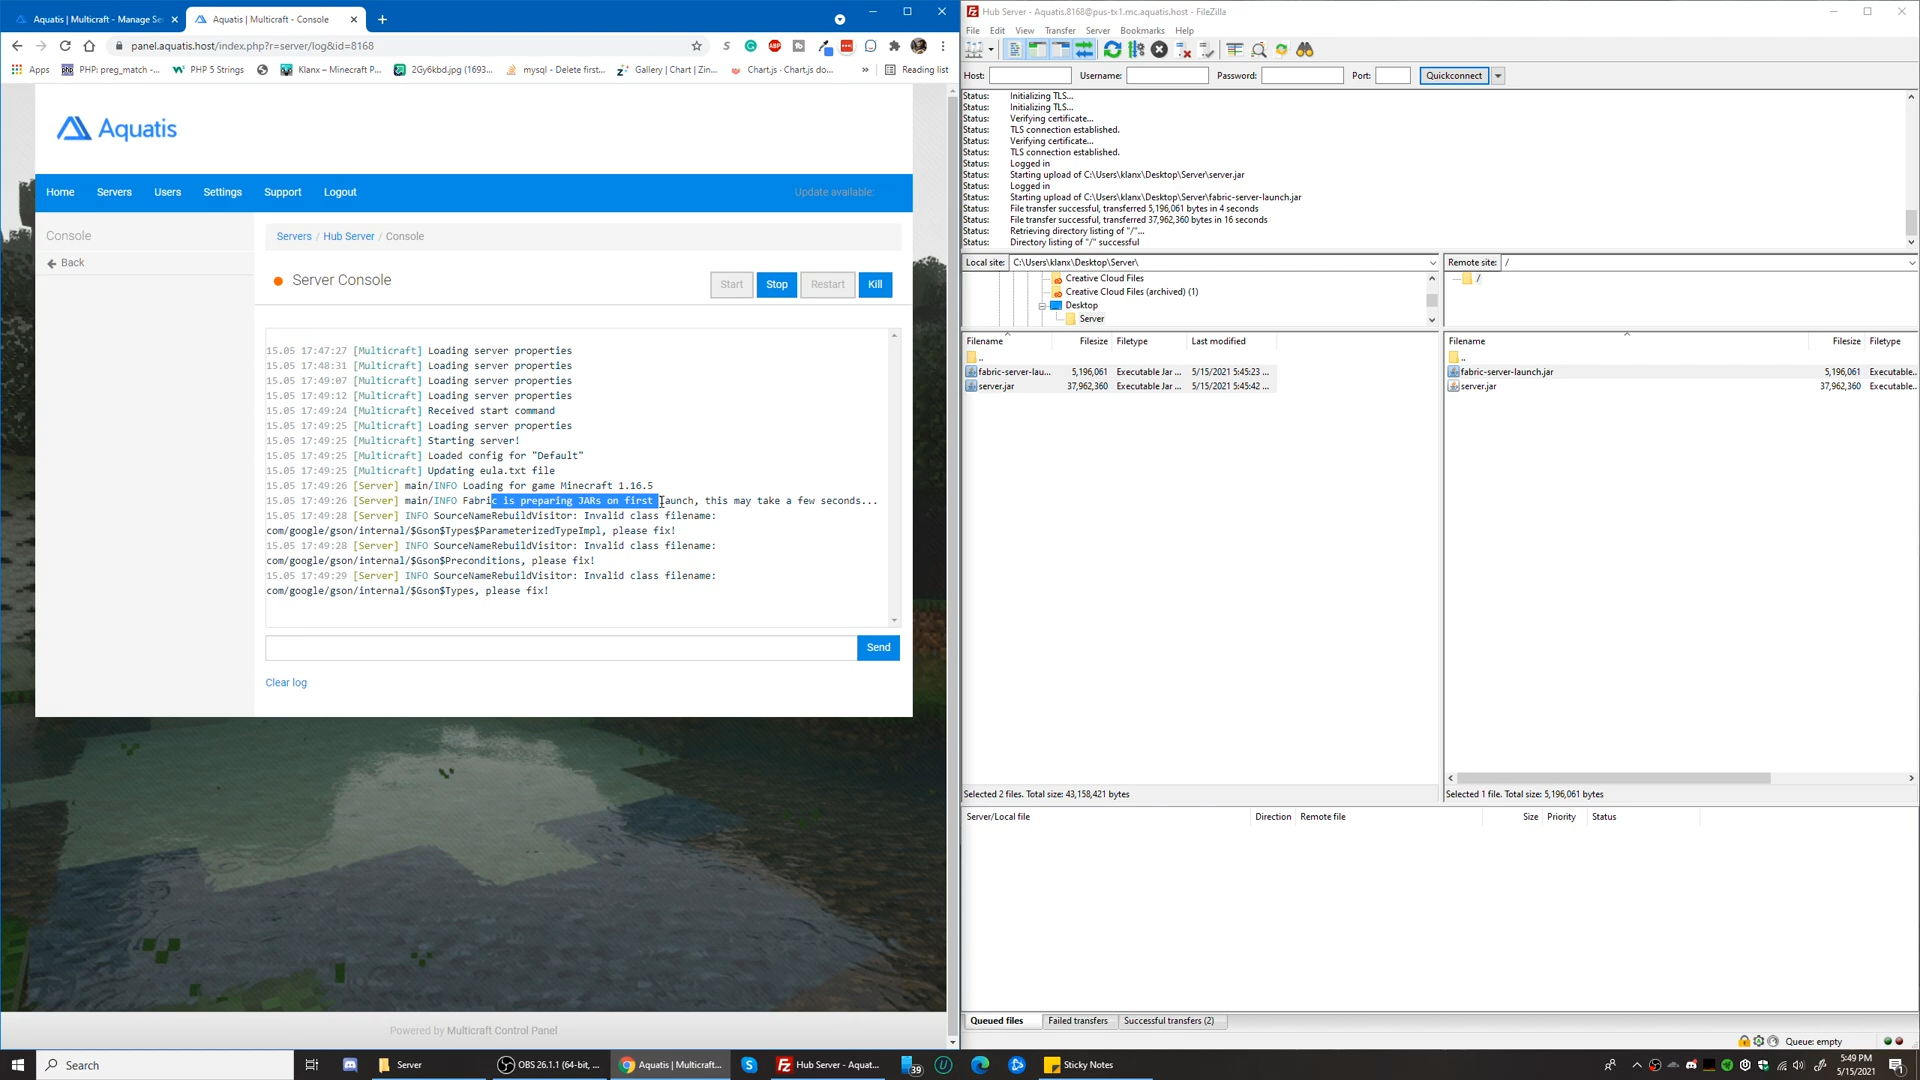 Aquatis | Multicraft - Manage Se
Aquatis | Multicraft - Console
panel.aquatis.host/index.php?r=server/log&id=8168
Apps
PHP: preg_match -...
PHP 5 Strings
Klanx – Minecraft P...
2Gy6kbd.jpg (1693...
mysql - Delete first...
Gallery | Chart | Zin...
Chart.js · Chart.js do...
»
Reading list
Aquatis
Home
Servers
Users
Settings
Support
Logout
Update available:
Console
Back
Servers / Hub Server / Console
Server Console
Start
Stop
Restart
Kill
15.05 17:47:27 [Multicraft] Loading server properties
15.05 17:48:31 [Multicraft] Loading server properties
15.05 17:49:07 [Multicraft] Loading server properties
15.05 17:49:12 [Multicraft] Loading server properties
15.05 17:49:24 [Multicraft] Received start command
15.05 17:49:25 [Multicraft] Loading server properties
15.05 17:49:25 [Multicraft] Starting server!
15.05 17:49:25 [Multicraft] Loaded config for "Default"
15.05 17:49:25 [Multicraft] Updating eula.txt file
15.05 17:49:26 [Server] main/INFO Loading for game Minecraft 1.16.5
15.05 17:49:26 [Server] main/INFO Fabric is preparing JARs on first launch, this may take a few seconds...
15.05 17:49:28 [Server] INFO SourceNameRebuildVisitor: Invalid class filename:
com/google/gson/internal/$Gson$Types$ParameterizedTypeImpl, please fix!
15.05 17:49:28 [Server] INFO SourceNameRebuildVisitor: Invalid class filename:
com/google/gson/internal/$Gson$Preconditions, please fix!
15.05 17:49:29 [Server] INFO SourceNameRebuildVisitor: Invalid class filename:
com/google/gson/internal/$Gson$Types, please fix!
Send
Clear log
Powered by Multicraft Control Panel
Hub Server - Aquatis.8168@pus-tx1.mc.aquatis.host - FileZilla
File
Edit
View
Transfer
Server
Bookmarks
Help
Host:
Username:
Password:
Port:
Quickconnect
Status: Initializing TLS...
Status: Initializing TLS...
Status: Verifying certificate...
Status: TLS connection established.
Status: Verifying certificate...
Status: TLS connection established.
Status: Logged in
Status: Starting upload of C:\Users\klanx\Desktop\Server\server.jar
Status: Logged in
Status: Starting upload of C:\Users\klanx\Desktop\Server\fabric-server-launch.jar
Status: File transfer successful, transferred 5,196,061 bytes in 4 seconds
Status: File transfer successful, transferred 37,962,360 bytes in 16 seconds
Status: Retrieving directory listing of "/"...
Status: Directory listing of "/" successful
Local site: C:\Users\klanx\Desktop\Server\
Creative Cloud Files
Creative Cloud Files (archived) (1)
Desktop
Server
Remote site: /
/
Filename Filesize Filetype Last modified
..
fabric-server-lau... 5,196,061 Executable Jar ... 5/15/2021 5:45:23 ...
server.jar 37,962,360 Executable Jar ... 5/15/2021 5:45:42 ...
Filename Filesize Filetype
..
fabric-server-launch.jar 5,196,061 Executable..
server.jar 37,962,360 Executable..
Selected 2 files. Total size: 43,158,421 bytes
Selected 1 file. Total size: 5,196,061 bytes
Server/Local file Direction Remote file Size Priority Status
Queued files
Failed transfers
Successful transfers (2)
Queue: empty
Search
Server
OBS 26.1.1 (64-bit, ...
Aquatis | Multicraft...
Hub Server - Aquat...
39
Sticky Notes
5:49 PM
5/15/2021